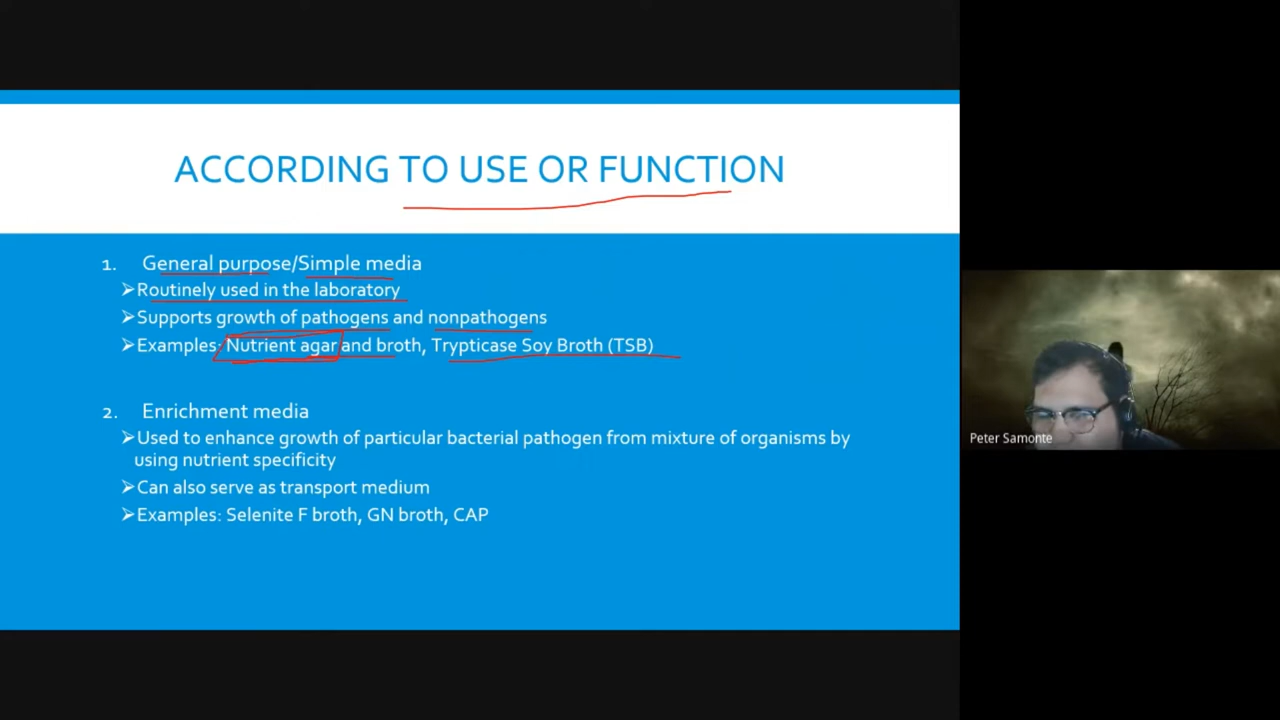 ACCORDING TO USE OR FUNCTION
1. General purpose/Simple media
➢Routinely used in the laboratory
➢Supports growth of pathogens and nonpathogens
➢Examples: Nutrient agar and broth, Trypticase Soy Broth (TSB)
2. Enrichment media
➢Used to enhance growth of particular bacterial pathogen from mixture of organisms by
using nutrient specificity
➢Can also serve as transport medium
➢Examples: Selenite F broth, GN broth, CAP
Peter Samonte